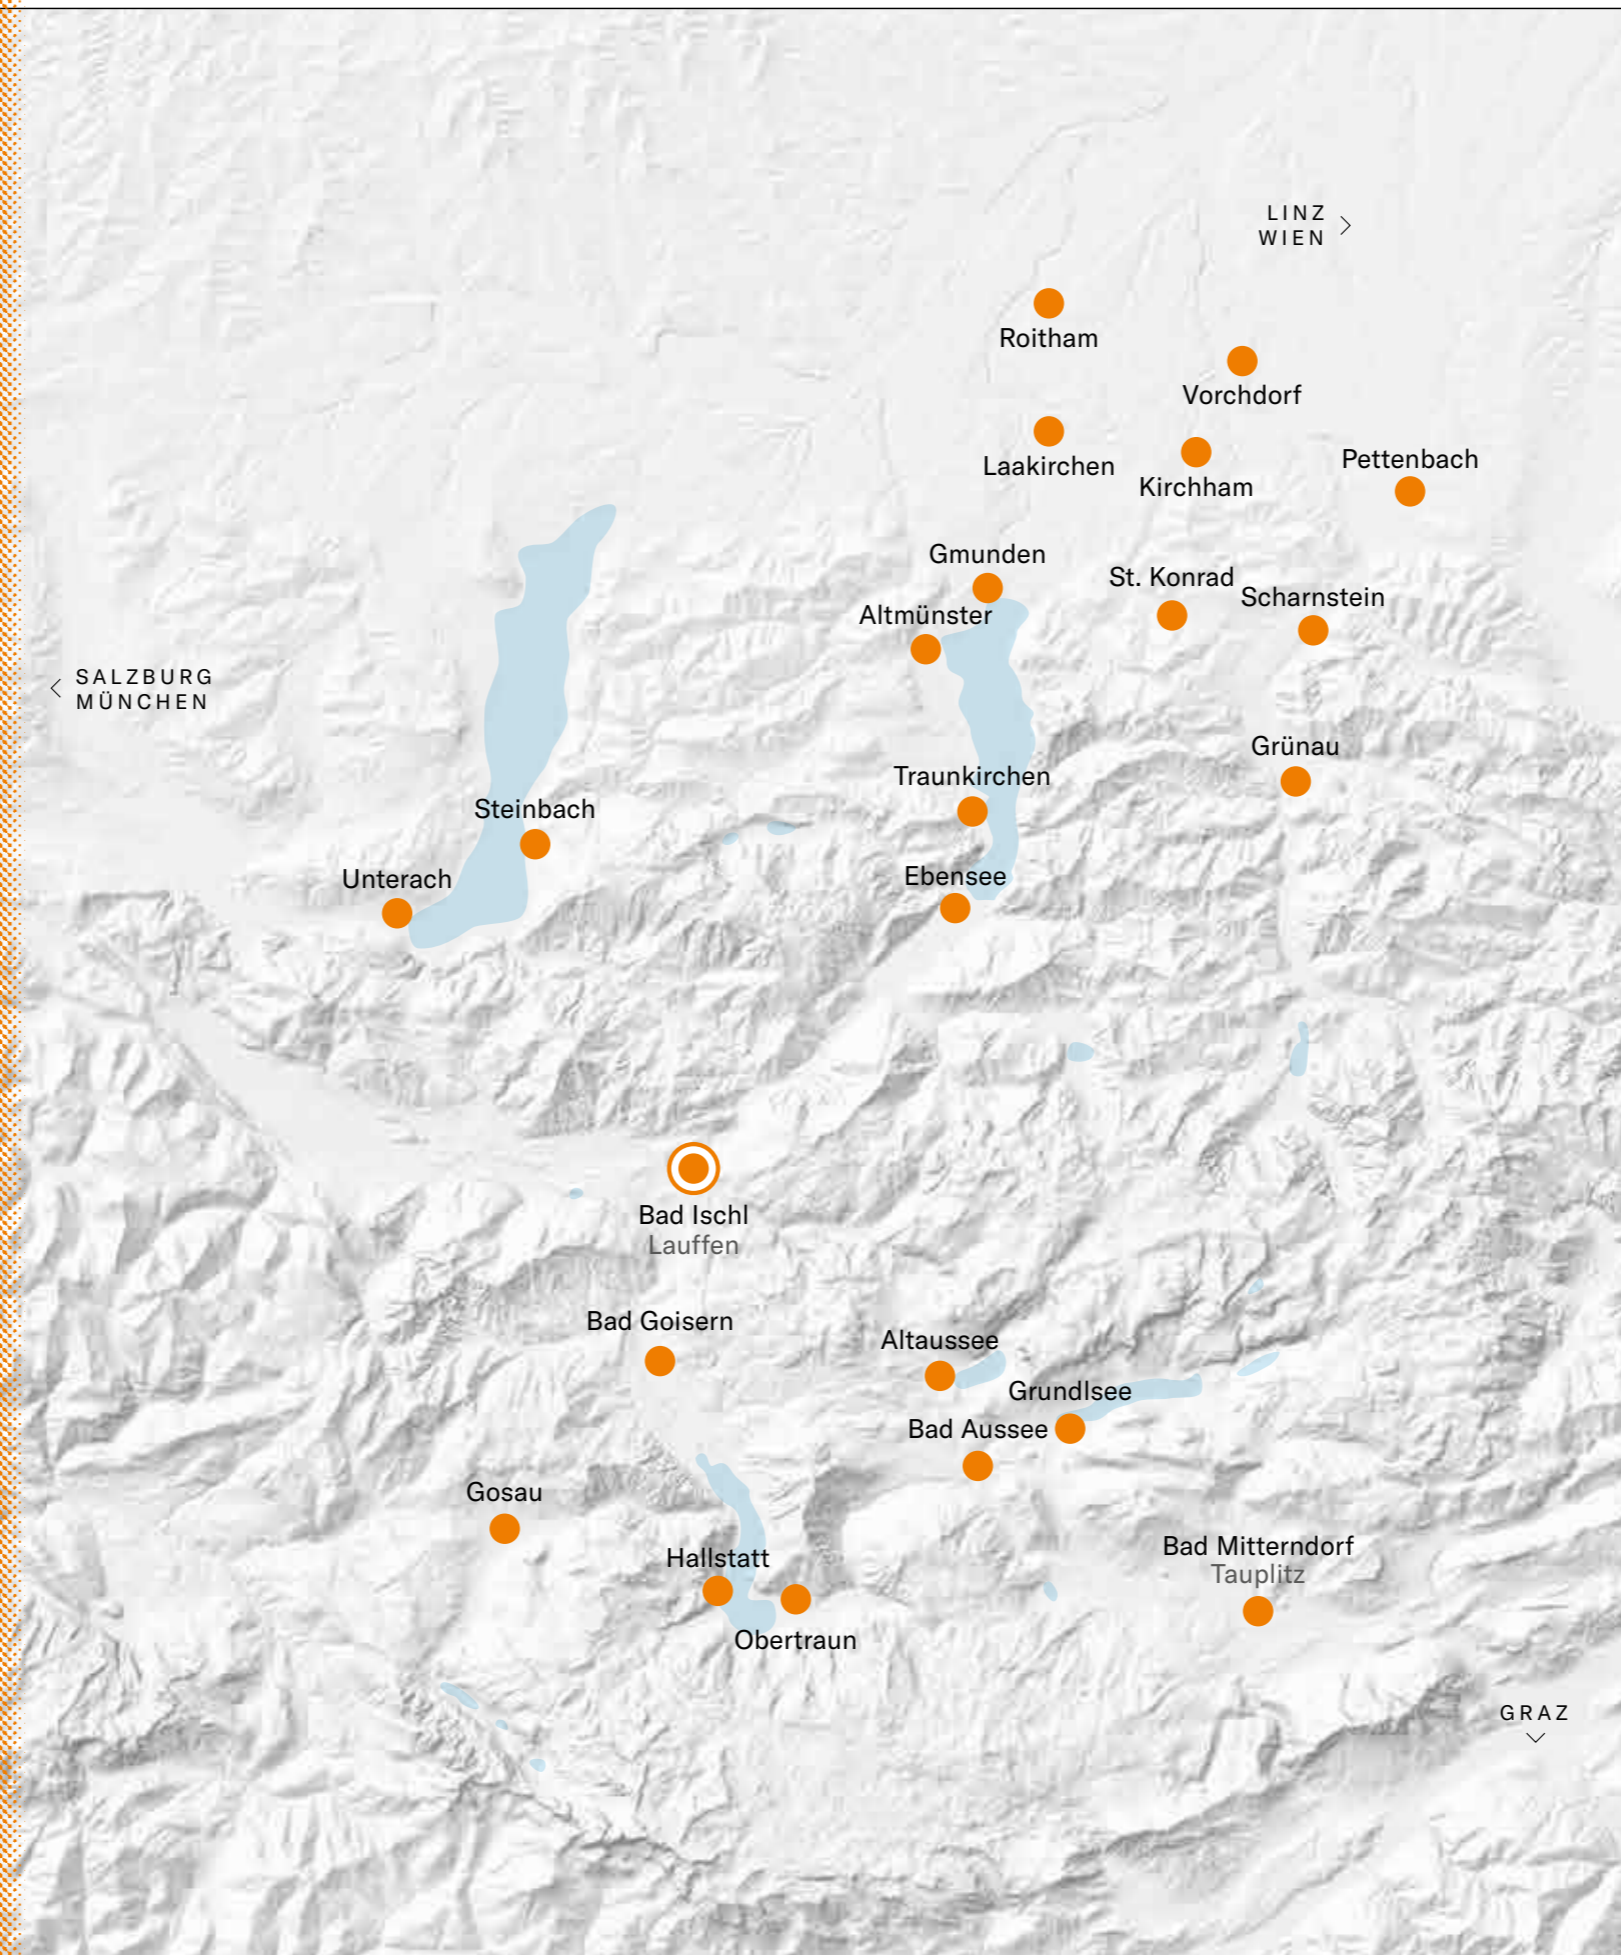 LINZ
WIEN
Roitham
Vorchdorf
Laakirchen
Kirchham
Pettenbach
Gmunden
St. Konrad
Scharnstein
Altmünster
SALZBURG
MÜNCHEN
Grünau
Traunkirchen
Steinbach
Unterach
Ebensee
Bad Ischl
Lauffen
Bad Goisern
Altaussee
Grundlsee
Bad Aussee
Gosau
Hallstatt
Bad Mitterndorf
Tauplitz
Obertraun
GRAZ